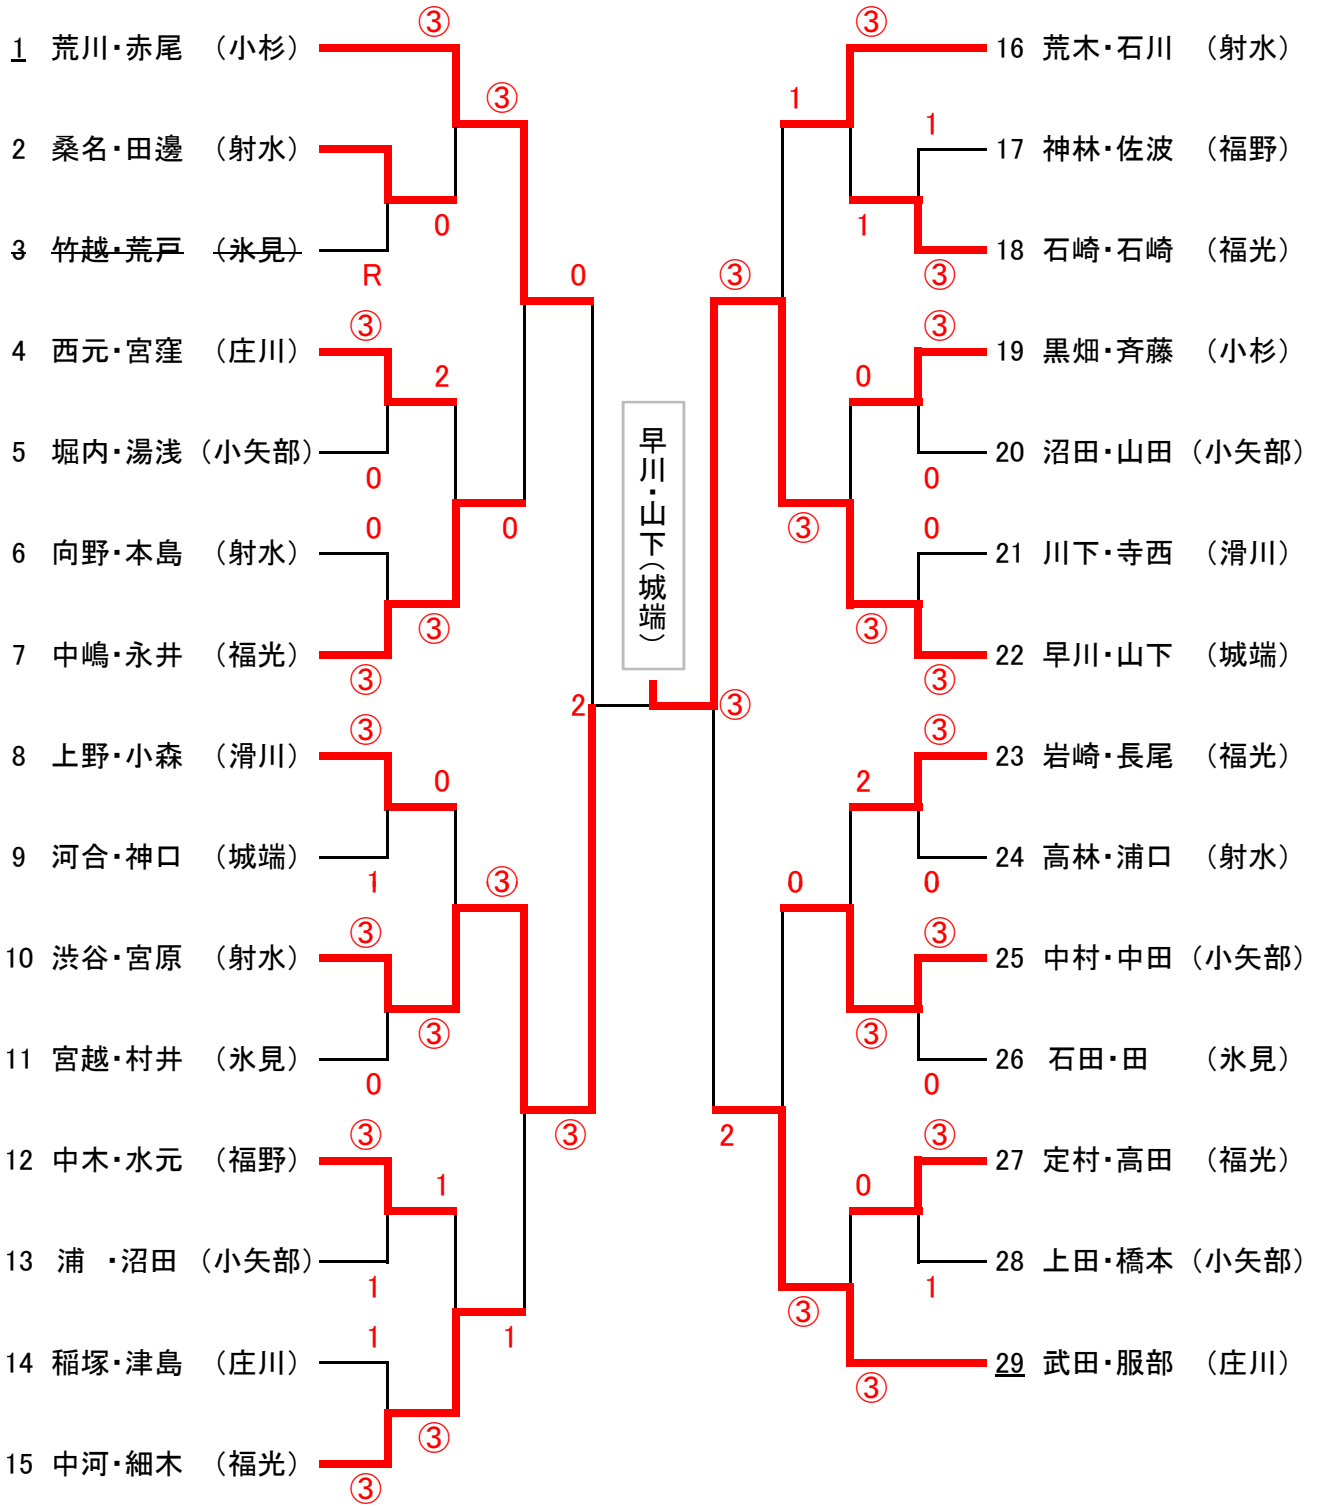 ③
1 荒川・赤尾 （小杉）
③
2 桑名・田邊 （射水）
0
3 竹越・荒戸 （氷見）
R
0
③
4 西元・宮窪 （庄川）
2
5 堀内・湯浅 （小矢部）
0
0
0
6 向野・本島 （射水）
③
7 中嶋・永井 （福光）
③
2
③
8 上野・小森 （滑川）
0
9 河合・神口 （城端）
1
③
③
10 渋谷・宮原 （射水）
③
11 宮越・村井 （氷見）
0
③
③
12 中木・水元 （福野）
1
13 浦 ・沼田 （小矢部）
1
1
1
14 稲塚・津島 （庄川）
③
15 中河・細木 （福光）
③
早川・山下（城端）
③
16 荒木・石川 （射水）
1
1
17 神林・佐波 （福野）
1
18 石崎・石崎 （福光）
③
③
③
19 黒畑・斉藤 （小杉）
0
20 沼田・山田 （小矢部）
0
③
0
21 川下・寺西 （滑川）
③
22 早川・山下 （城端）
③
③
③
23 岩崎・長尾 （福光）
2
24 高林・浦口 （射水）
0
0
③
25 中村・中田 （小矢部）
③
26 石田・田 （氷見）
0
2
③
27 定村・高田 （福光）
0
28 上田・橋本 （小矢部）
1
③
29 武田・服部 （庄川）
③